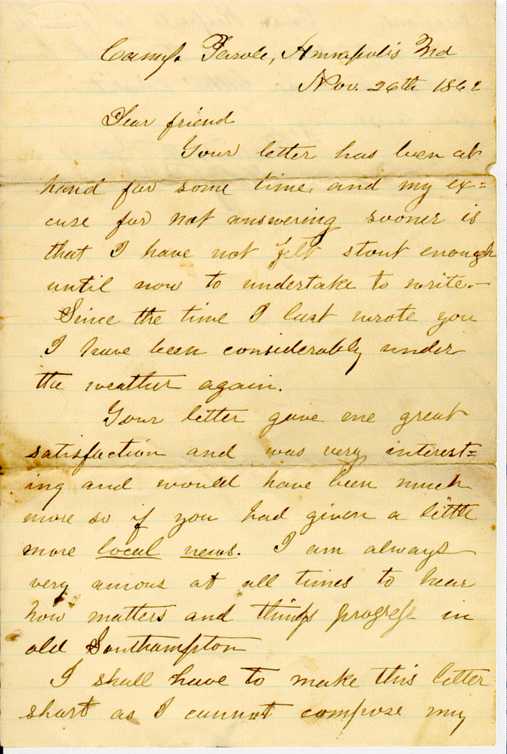 Camp Parole, Annapolis Md
Nov. 26th 1862
Dear friend
Your letter has been at
hand for some time, and my ex=
cuse for not answering sooner is
that I have not felt stout enough
until now to undertake to write.—
Since the time I last wrote you
I have been considerably under
the weather again.
Your letter gave me great
satisfaction and was very interest=
ing and would have been much
more so if you had given a little
more local news. I am always
very anious at all times to hear
how matters and things progress in
old Southampton
I shall have to make this letter
short as I cannot compose my